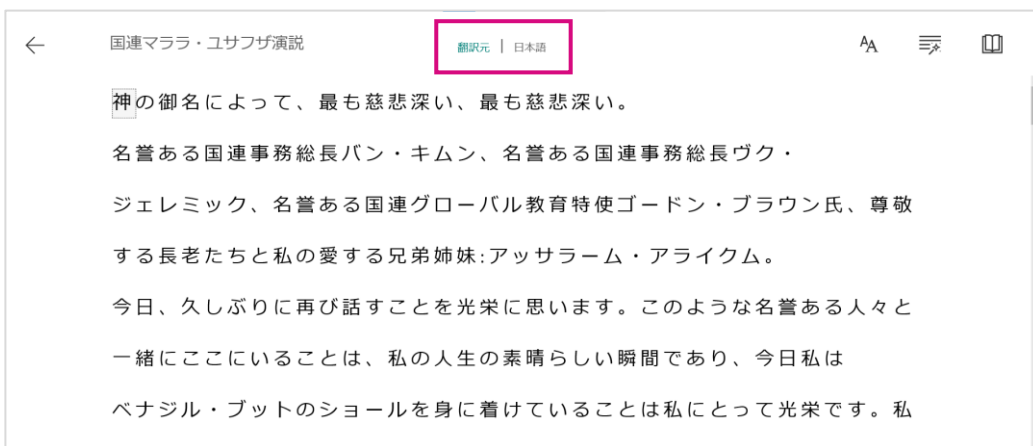 国連マララ・ユサフザ演説
翻訳元 | 日本語
神の御名によって、最も慈悲深い、最も慈悲深い。
名誉ある国連事務総長バン・キムン、名誉ある国連事務総長ヴク・
ジェレミック、名誉ある国連グローバル教育特使ゴードン・ブラウン氏、尊敬
する長老たちと私の愛する兄弟姉妹:アッサラーム・アライクム。
今日、久しぶりに再び話すことを光栄に思います。このような名誉ある人々と
一緒にここにいることは、私の人生の素晴らしい瞬間であり、今日私は
ベナジル・ブットのショールを身に着けていることは私にとって光栄です。私